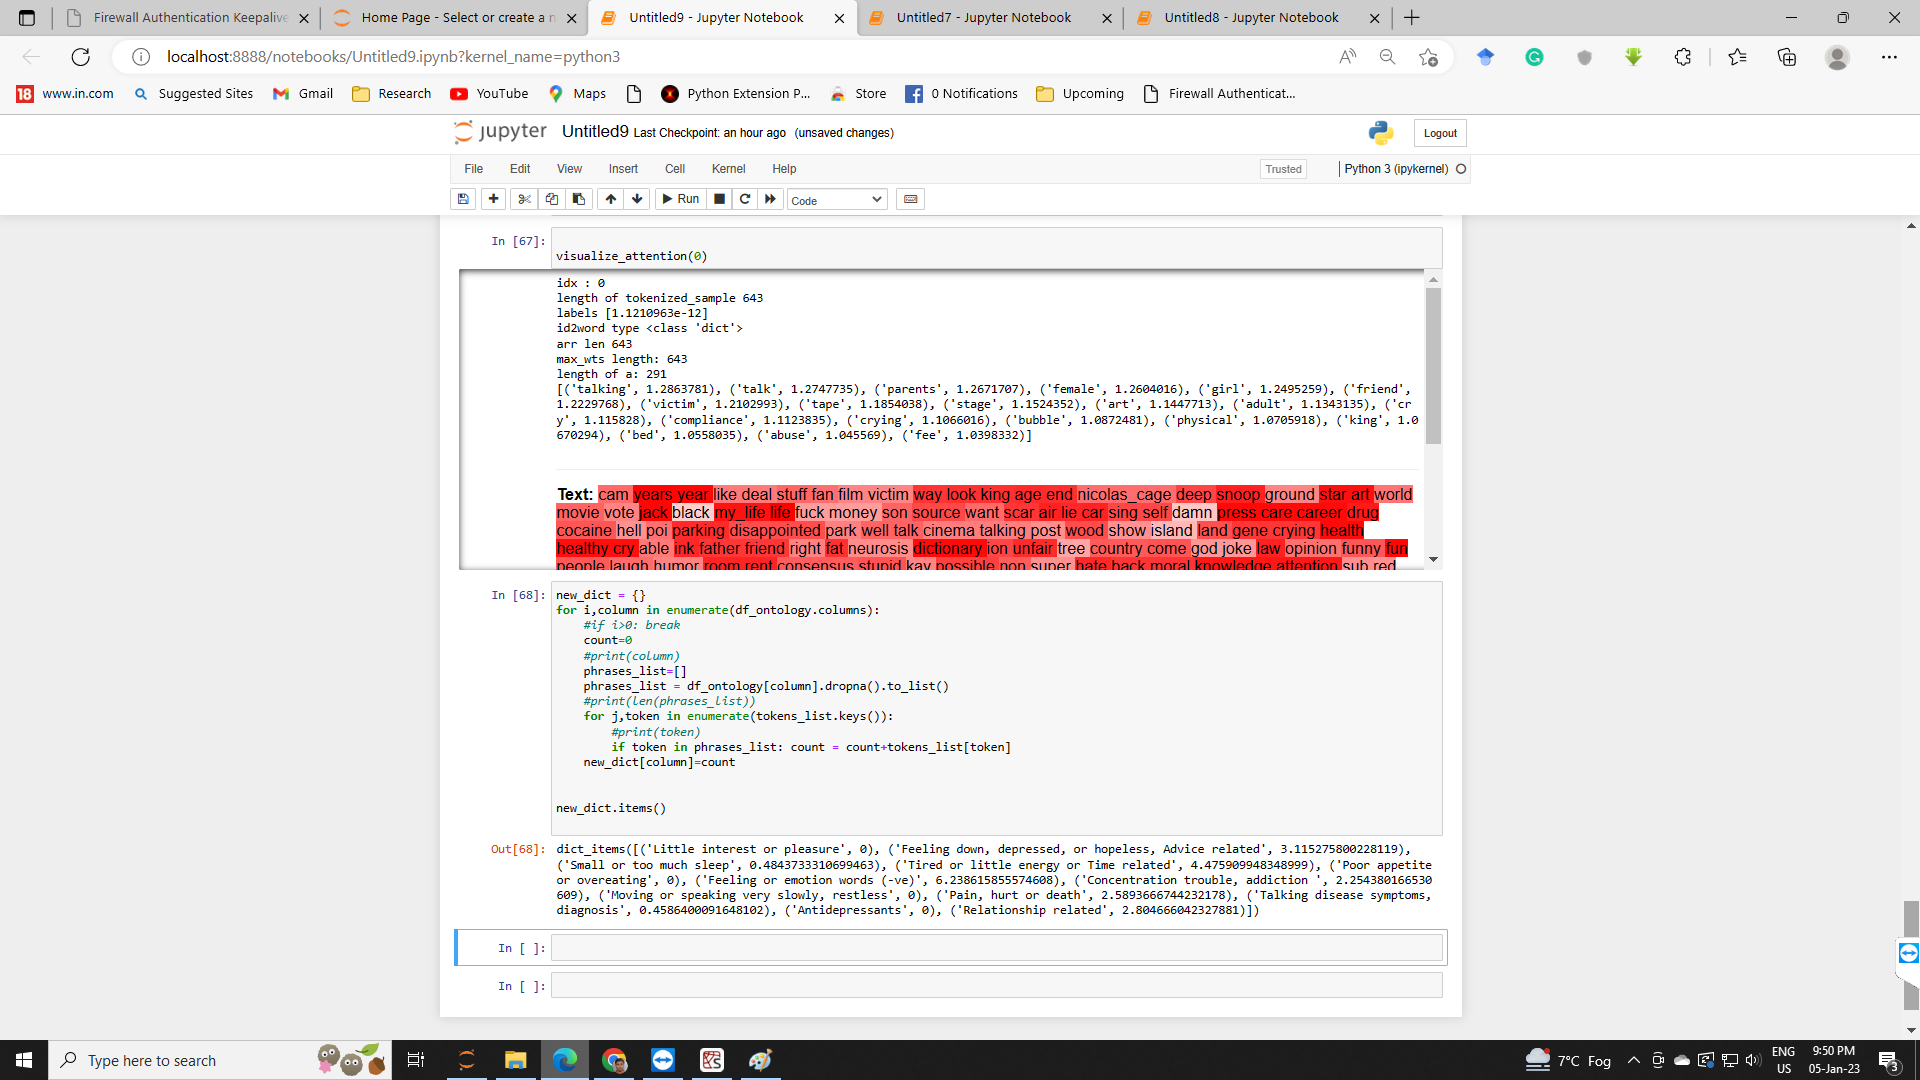 Firewall Authentication Keepalive
Home Page - Select or create a n
Untitled9 - Jupyter Notebook
Untitled7 - Jupyter Notebook
Untitled8 - Jupyter Notebook
localhost:8888/notebooks/Untitled9.ipynb?kernel_name=python3
18 www.in.com
Suggested Sites
Gmail
Research
YouTube
Maps
Python Extension P...
Store
0 Notifications
Upcoming
Firewall Authenticat...
jupyter Untitled9 Last Checkpoint: an hour ago (unsaved changes)
Logout
File Edit View Insert Cell Kernel Help
Trusted
Python 3 (ipykernel)
Run
Code
In [67]:
visualize_attention(0)
idx : 0
length of tokenized_sample 643
labels [1.1210963e-12]
id2word type <class 'dict'>
arr len 643
max_wts length: 643
length of a: 291
[('talking', 1.2863781), ('talk', 1.2747735), ('parents', 1.2671707), ('female', 1.2604016), ('girl', 1.2495259), ('friend',
1.2229768), ('victim', 1.2102993), ('tape', 1.1854038), ('stage', 1.1524352), ('art', 1.1447713), ('adult', 1.1343135), ('cr
y', 1.115828), ('compliance', 1.1123835), ('crying', 1.1066016), ('bubble', 1.0872481), ('physical', 1.0705918), ('king', 1.0
670294), ('bed', 1.0558035), ('abuse', 1.045569), ('fee', 1.0398332)]
Text: cam years year like deal stuff fan film victim way look king age end nicolas_cage deep snoop ground star art world
movie vote jack black my_life life fuck money son source want scar air lie car sing self damn press care career drug
cocaine hell poi parking disappointed park well talk cinema talking post wood show island land gene crying health
healthy cry able ink father friend right fat neurosis dictionary ion unfair tree country come god joke law opinion funny fun
people laugh humor room rent consensus stupid kay possible non super hate hack moral knowledge attention sub red
In [68]:
new_dict = {}
for i,column in enumerate(df_ontology.columns):
    #if i>0: break
    count=0
    #print(column)
    phrases_list=[]
    phrases_list = df_ontology[column].dropna().to_list()
    #print(len(phrases_list))
    for j,token in enumerate(tokens_list.keys()):
        #print(token)
        if token in phrases_list: count = count+tokens_list[token]
    new_dict[column]=count
new_dict.items()
Out[68]:
dict_items([('Little interest or pleasure', 0), ('Feeling down, depressed, or hopeless, Advice related', 3.115275800228119),
('Small or too much sleep', 0.4843733310699463), ('Tired or little energy or Time related', 4.475909948348999), ('Poor appetite
or overeating', 0), ('Feeling or emotion words (-ve)', 6.238615855574608), ('Concentration trouble, addiction ', 2.254380166530
609), ('Moving or speaking very slowly, restless', 0), ('Pain, hurt or death', 2.5893666744232178), ('Talking disease symptoms,
diagnosis', 0.4586400091648102), ('Antidepressants', 0), ('Relationship related', 2.804666042327881)])
In [ ]:
In [ ]:
Type here to search
7°C Fog
ENG
US
9:50 PM
05-Jan-23
3